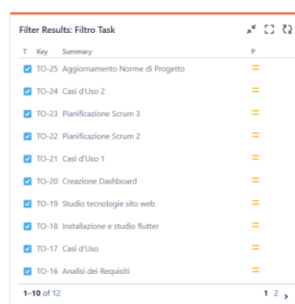 Filter Results: Filtro Task
T Key Summary P
TO-25 Aggiornamento Norme di Progetto
TO-24 Casi d'Uso 2
TO-23 Pianificazione Scrum 3
TO-22 Pianificazione Scrum 2
TO-21 Casi d'Uso 1
TO-20 Creazione Dashboard
TO-19 Studio tecnologie sito web
TO-18 Installazione e studio flutter
TO-17 Casi d'Uso
TO-16 Analisi dei Requisiti
1–10 of 12 1 2